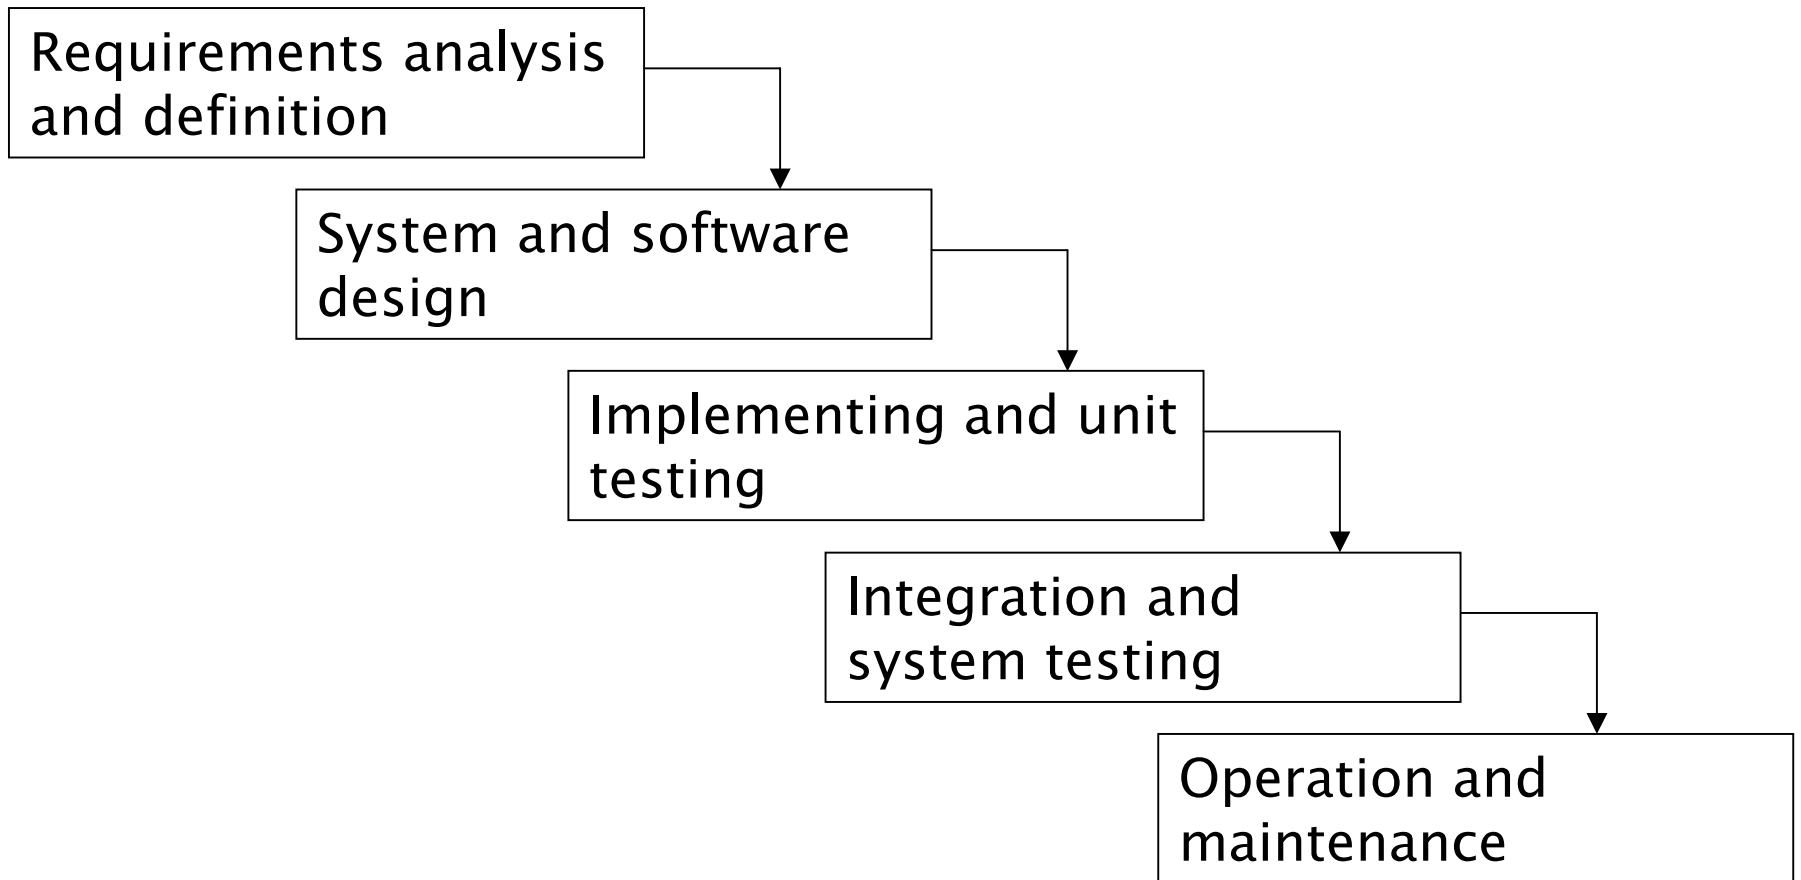 Requirements analysis
and definition
System and software
design
Implementing and unit
testing
Integration and
system testing
Operation and
maintenance